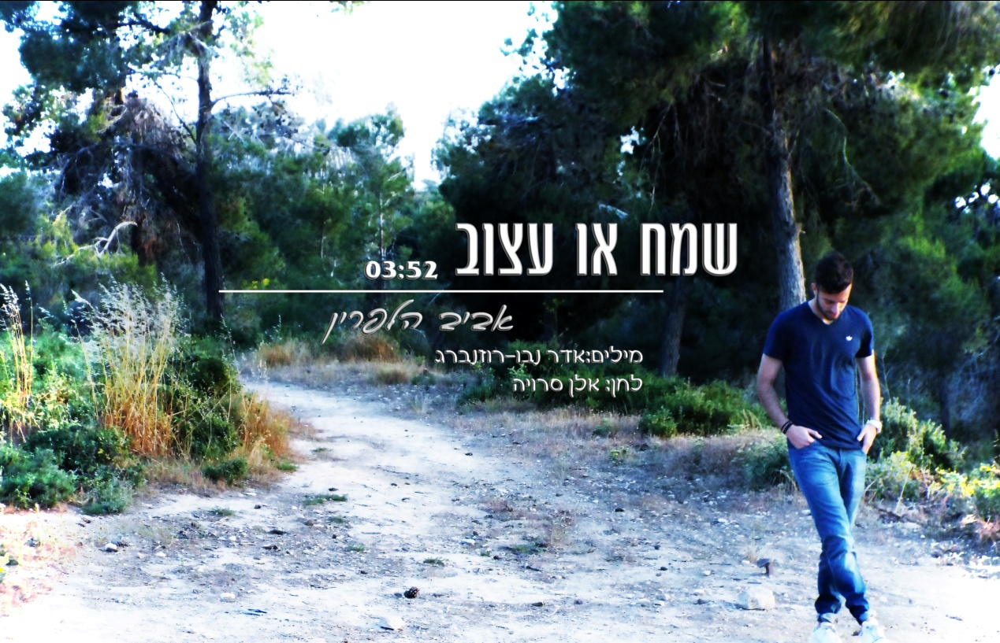 שמח או עצוב 03:52
אביב הלפרין
מילים:אדר נבו-רוזנברג
לחן: אלן סרויה